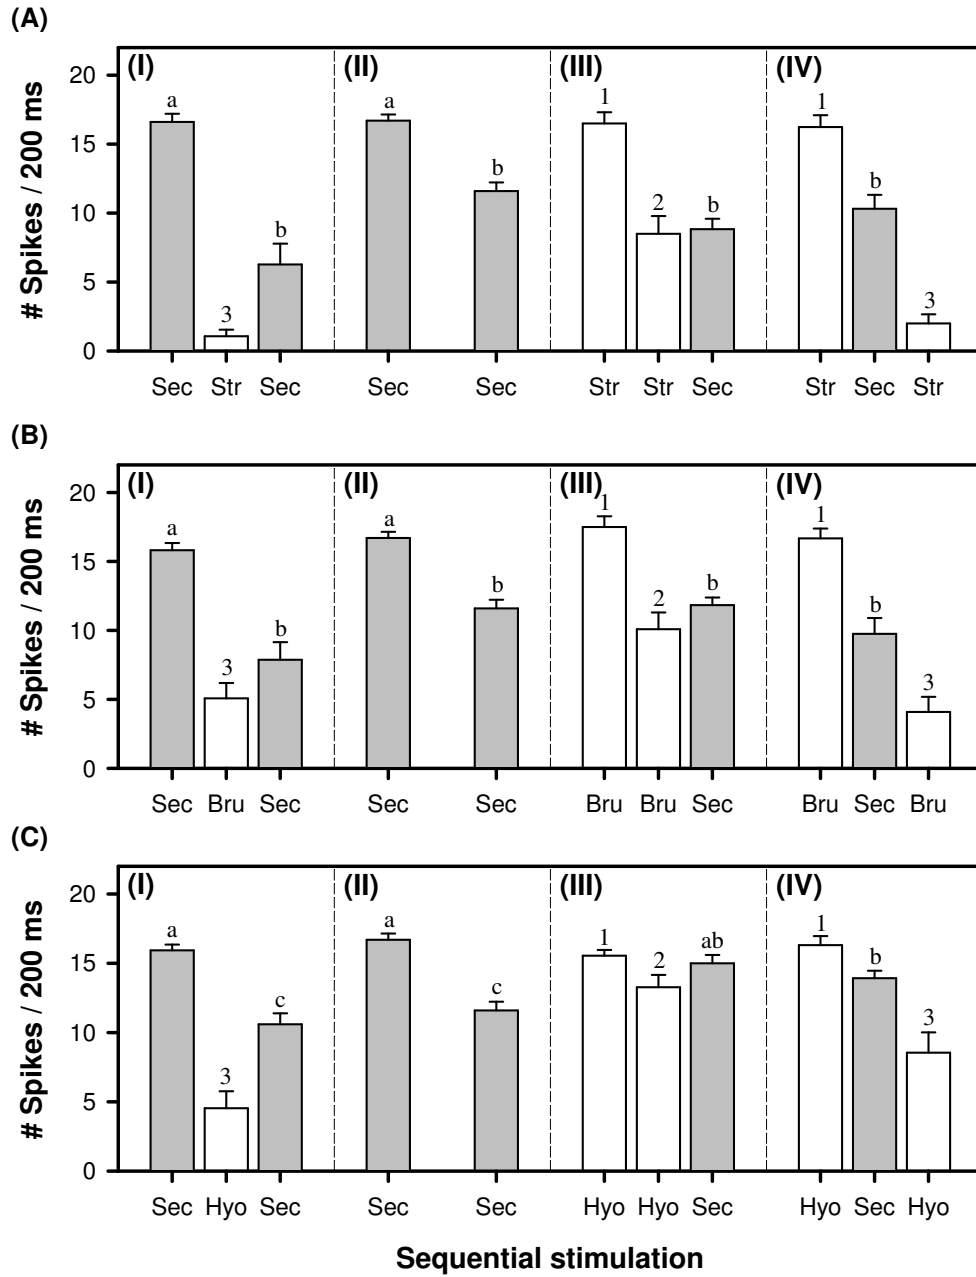 (A)
(I) (II) (III) (IV)
# Spikes / 200 ms
20
15
10
5
0
a 3 b a b 1 2 b 1 b 3
Sec Str Sec Sec Sec Str Str Sec Str Sec Str
(B)
(I) (II) (III) (IV)
# Spikes / 200 ms
20
15
10
5
0
a 3 b a b 1 2 b 1 b 3
Sec Bru Sec Sec Sec Bru Bru Sec Bru Sec Bru
(C)
(I) (II) (III) (IV)
# Spikes / 200 ms
20
15
10
5
0
a 3 c a c 1 2 ab 1 b 3
Sec Hyo Sec Sec Sec Hyo Hyo Sec Hyo Sec Hyo
Sequential stimulation